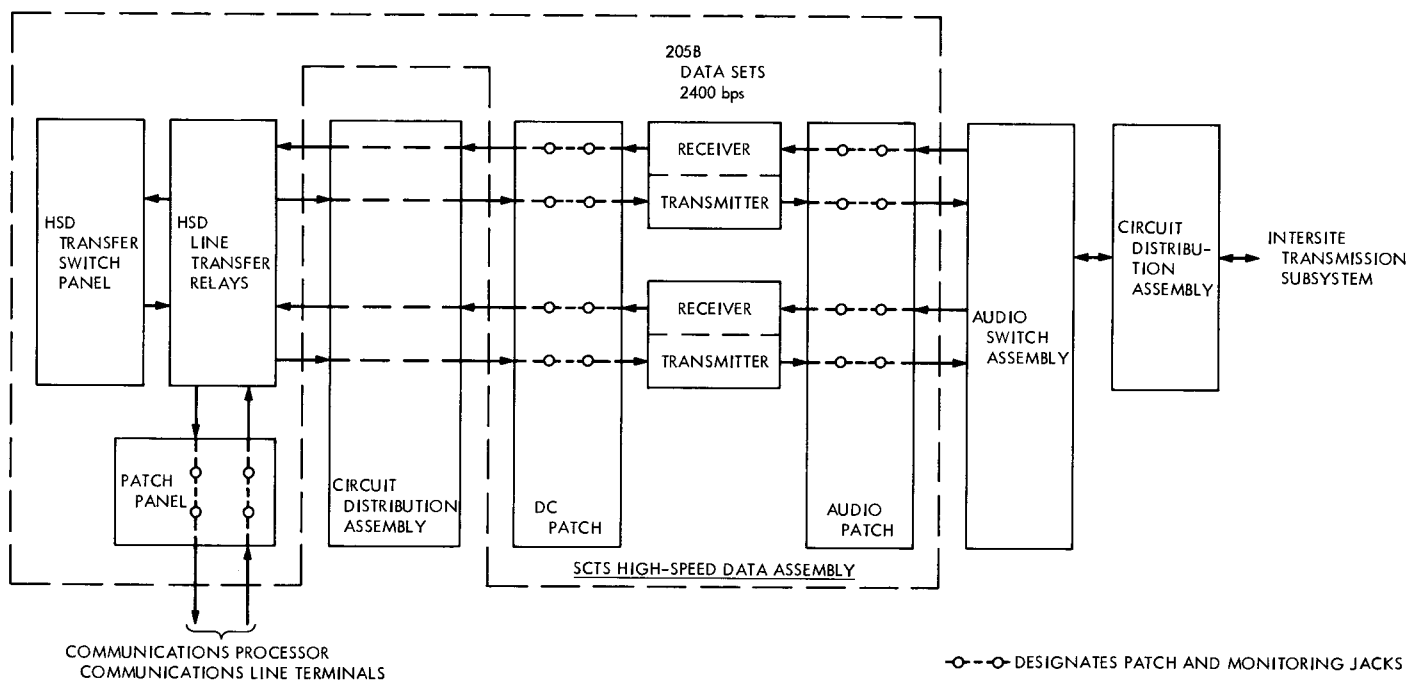 205B
DATA SETS
2400 bps
HSD
TRANSFER
SWITCH
PANEL
HSD
LINE
TRANSFER
RELAYS
PATCH
PANEL
CIRCUIT
DISTRIBUTION
ASSEMBLY
DC
PATCH
RECEIVER
TRANSMITTER
RECEIVER
TRANSMITTER
AUDIO
PATCH
AUDIO
SWITCH
ASSEMBLY
CIRCUIT
DISTRIBU-
TION
ASSEMBLY
INTERSITE
TRANSMISSION
SUBSYSTEM
SCTS HIGH-SPEED DATA ASSEMBLY
COMMUNICATIONS PROCESSOR
COMMUNICATIONS LINE TERMINALS
DESIGNATES PATCH AND MONITORING JACKS